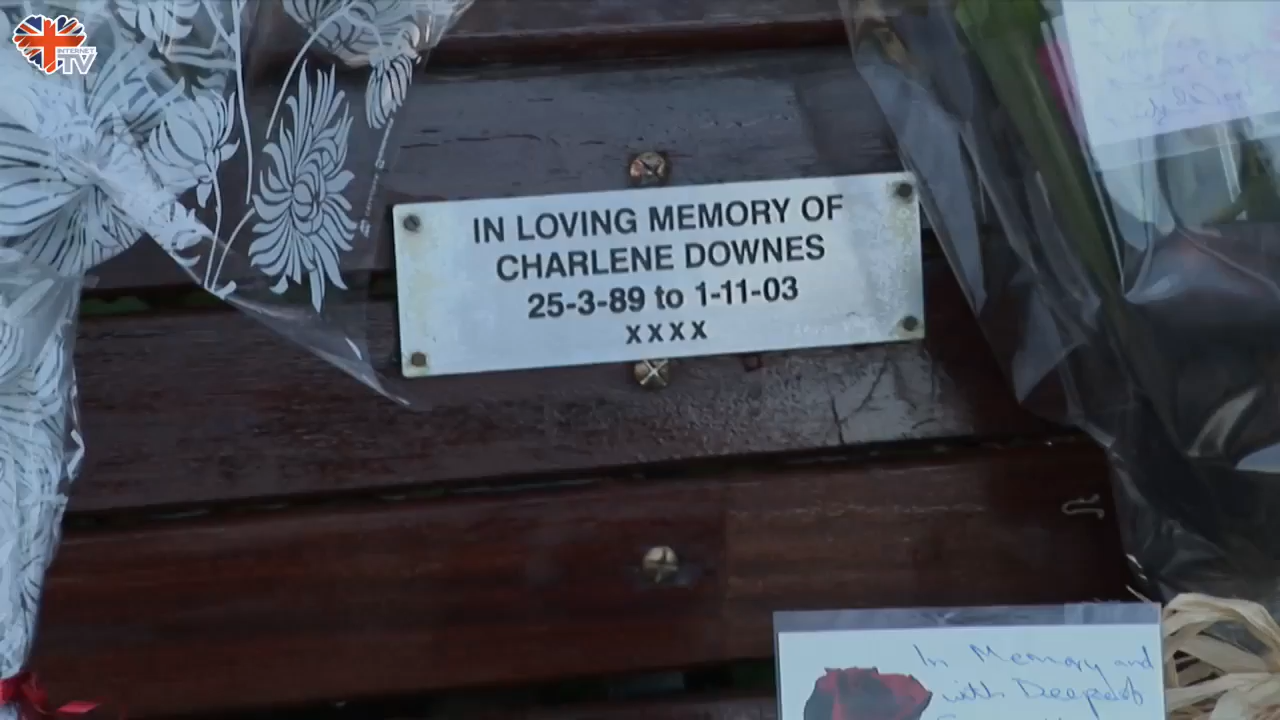 INTERNET
TV
IN LOVING MEMORY OF
CHARLENE DOWNES
25-3-89 to 1-11-03
xxxx
In Memory and
with Deepest